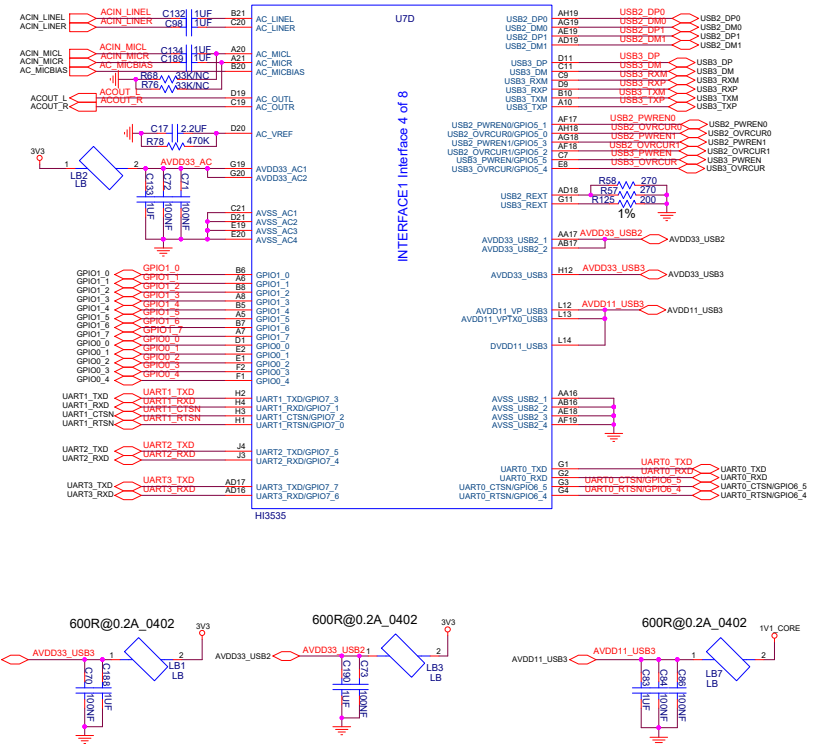 U7D
INTERFACE1 Interface 4 of 8
HI3535
ACIN_LINEL ACIN_LINEL C132 1UF B21 AC_LINEL
ACIN_LINER ACIN_LINER C98 1UF C20 AC_LINER
ACIN_MICL ACIN_MICL C134 1UF A20 AC_MICL
ACIN_MICR ACIN_MICR C189 1UF A21 AC_MICR
AC_MICBIAS AC_MICBIAS B20 AC_MICBIAS
R68 33K/NC
R76 33K/NC
ACOUT_L ACOUT_L D19 AC_OUTL
ACOUT_R ACOUT_R C19 AC_OUTR
C17 2.2UF D20 AC_VREF
R78 470K
3V3
1 2 AVDD33_AC G19 AVDD33_AC1
G20 AVDD33_AC2
LB2
LB
C133 1UF
C72 100NF
C71 100NF
C21 AVSS_AC1
D21 AVSS_AC2
E19 AVSS_AC3
E20 AVSS_AC4
GPIO1_0 GPIO1_0 B6 GPIO1_0
GPIO1_1 GPIO1_1 A6 GPIO1_1
GPIO1_2 GPIO1_2 B8 GPIO1_2
GPIO1_3 GPIO1_3 A8 GPIO1_3
GPIO1_4 GPIO1_4 B5 GPIO1_4
GPIO1_5 GPIO1_5 A5 GPIO1_5
GPIO1_6 GPIO1_6 B7 GPIO1_6
GPIO1_7 GPIO1_7 A7 GPIO1_7
GPIO0_0 GPIO0_0 D1 GPIO0_0
GPIO0_1 GPIO0_1 E2 GPIO0_1
GPIO0_2 GPIO0_2 E1 GPIO0_2
GPIO0_3 GPIO0_3 F2 GPIO0_3
GPIO0_4 GPIO0_4 F1 GPIO0_4
UART1_TXD UART1_TXD H2 UART1_TXD/GPIO7_3
UART1_RXD UART1_RXD H4 UART1_RXD/GPIO7_1
UART1_CTSN UART1_CTSN H3 UART1_CTSN/GPIO7_2
UART1_RTSN UART1_RTSN H1 UART1_RTSN/GPIO7_0
UART2_TXD UART2_TXD J4 UART2_TXD/GPIO7_5
UART2_RXD UART2_RXD J3 UART2_RXD/GPIO7_4
UART3_TXD UART3_TXD AD17 UART3_TXD/GPIO7_7
UART3_RXD UART3_RXD AD16 UART3_RXD/GPIO7_6
USB2_DP0 AH19 USB2_DP0 USB2_DP0
USB2_DM0 AG19 USB2_DM0 USB2_DM0
USB2_DP1 AE19 USB2_DP1 USB2_DP1
USB2_DM1 AD19 USB2_DM1 USB2_DM1
USB3_DP D11 USB3_DP USB3_DP
USB3_DM C11 USB3_DM USB3_DM
USB3_RXM C9 USB3_RXM USB3_RXM
USB3_RXP D9 USB3_RXP USB3_RXP
USB3_TXM B10 USB3_TXM USB3_TXM
USB3_TXP A10 USB3_TXP USB3_TXP
USB2_PWREN0/GPIO5_1 AF17 USB2_PWREN0 USB2_PWREN0
USB2_OVRCUR0/GPIO5_0 AH18 USB2_OVRCUR0 USB2_OVRCUR0
USB2_PWREN1/GPIO5_3 AG18 USB2_PWREN1 USB2_PWREN1
USB2_OVRCUR1/GPIO5_2 AF18 USB2_OVRCUR1 USB2_OVRCUR1
USB3_PWREN/GPIO5_5 C7 USB3_PWREN USB3_PWREN
USB3_OVRCUR/GPIO5_4 E8 USB3_OVRCUR USB3_OVRCUR
R58 270
USB2_REXT AD18 R57 270
USB3_REXT G11 R125 200
1%
AVDD33_USB2_1 AA17 AVDD33_USB2 AVDD33_USB2
AVDD33_USB2_2 AB17
AVDD33_USB3 H12 AVDD33_USB3 AVDD33_USB3
AVDD11_VP_USB3 L12 AVDD11_USB3 AVDD11_USB3
AVDD11_VPTX0_USB3 L13
DVDD11_USB3 L14
AVSS_USB2_1 AA16
AVSS_USB2_2 AB16
AVSS_USB2_3 AE18
AVSS_USB2_4 AF19
UART0_TXD G1 UART0_TXD UART0_TXD
UART0_RXD G2 UART0_RXD UART0_RXD
UART0_CTSN/GPIO6_5 G3 UART0_CTSN/GPIO6_5 UART0_CTSN/GPIO6_5
UART0_RTSN/GPIO6_4 G4 UART0_RTSN/GPIO6_4 UART0_RTSN/GPIO6_4
600R@0.2A_0402
3V3
AVDD33_USB3 1 2
LB1
LB
C70 100NF
C188 1UF
600R@0.2A_0402
3V3
AVDD33_USB2 AVDD33_USB2 1 2
LB3
LB
C190 1UF
C73 100NF
600R@0.2A_0402
1V1_CORE
AVDD11_USB3 AVDD11_USB3 1 2
LB7
LB
C83 1UF
C84 100NF
C86 100NF